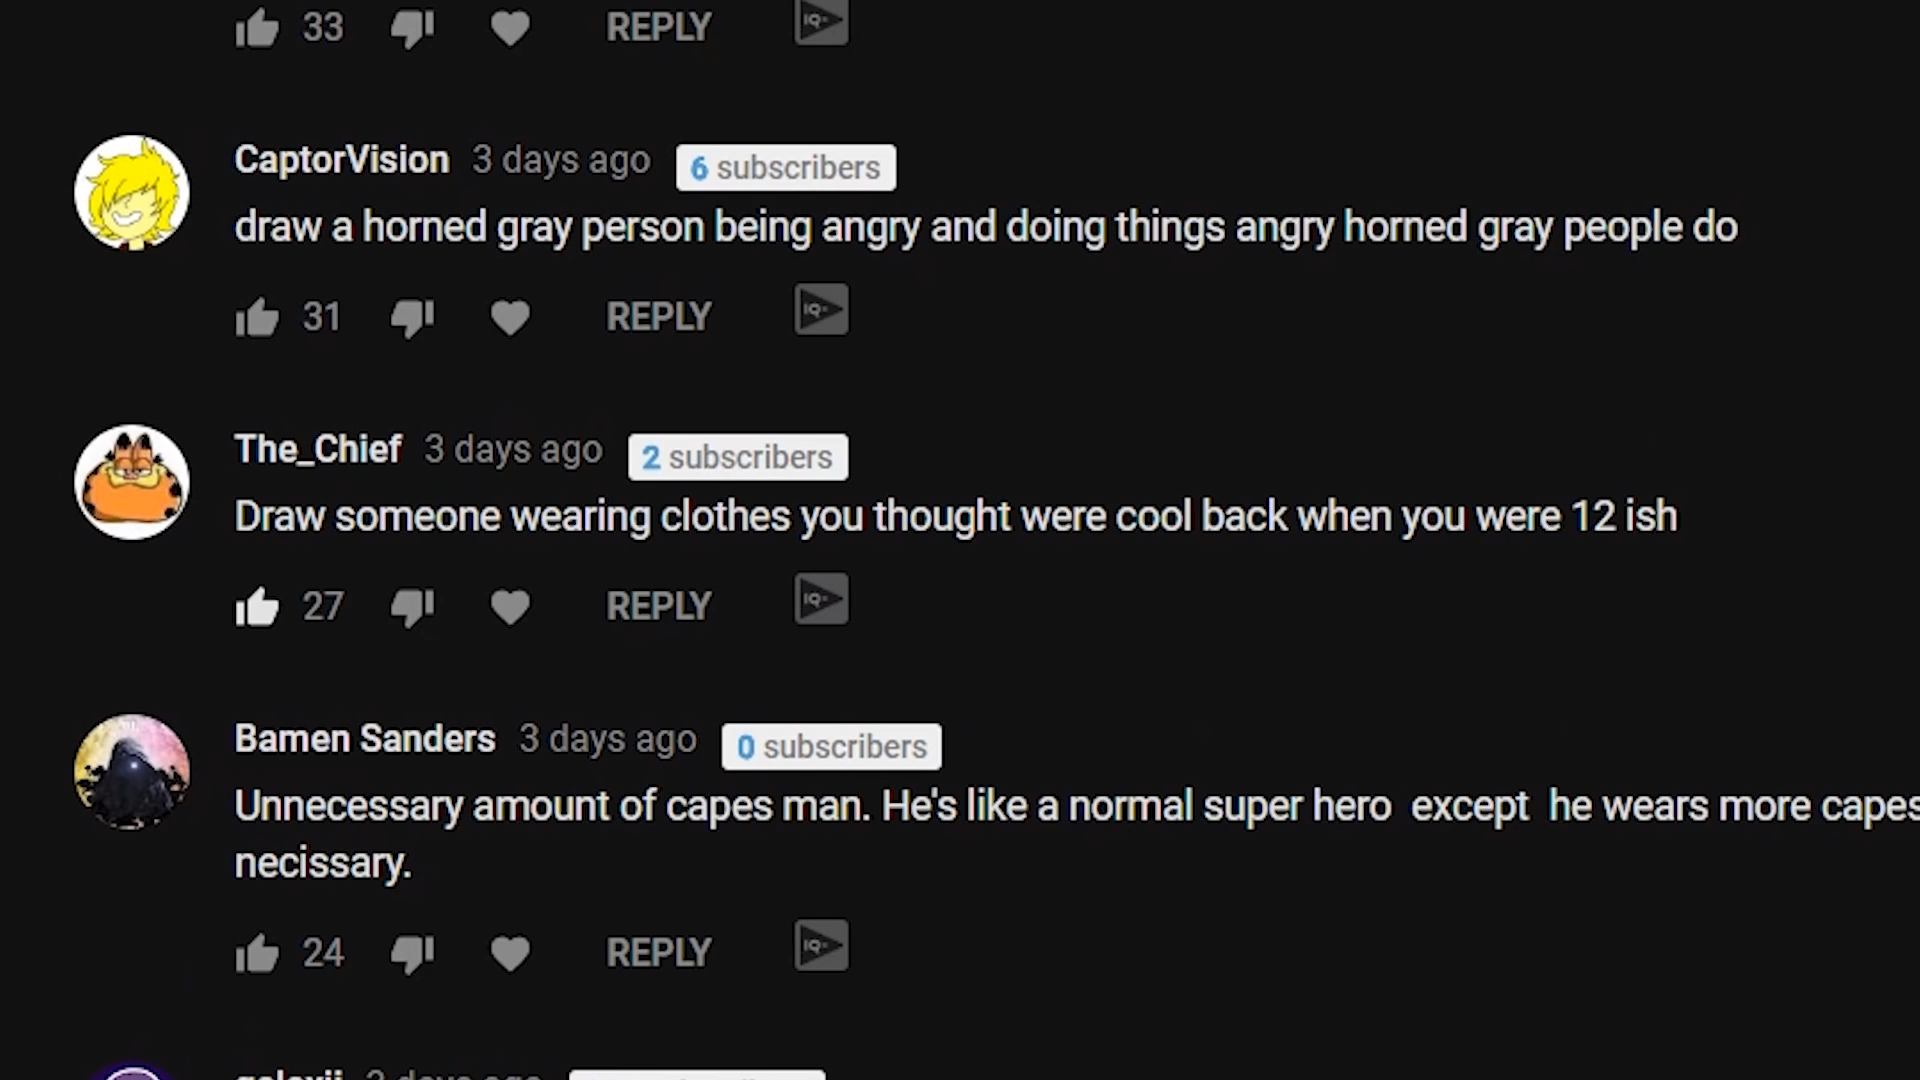 33 REPLY
CaptorVision 3 days ago 6 subscribers
draw a horned gray person being angry and doing things angry horned gray people do
31 REPLY
The_Chief 3 days ago 2 subscribers
Draw someone wearing clothes you thought were cool back when you were 12 ish
27 REPLY
Bamen Sanders 3 days ago 0 subscribers
Unnecessary amount of capes man. He's like a normal super hero except he wears more capes
necissary.
24 REPLY
3 days ago